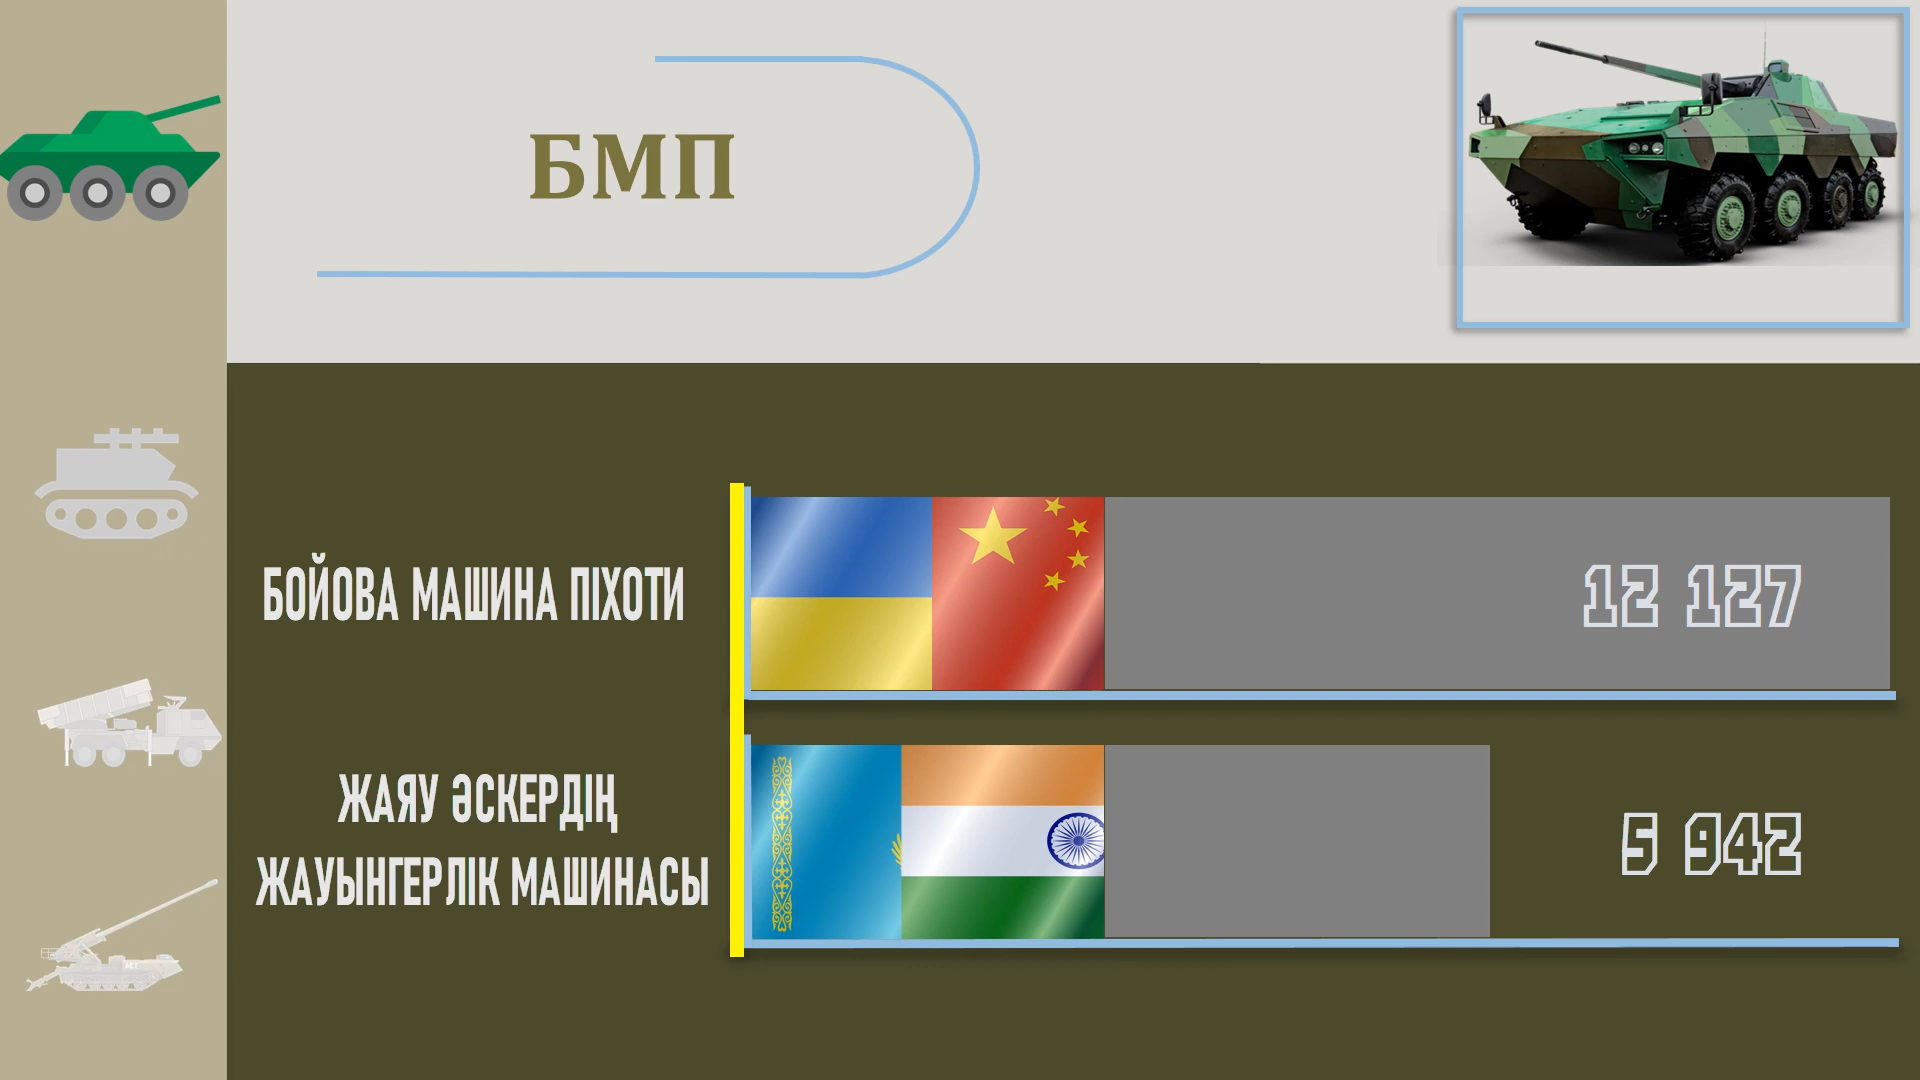 БМП
БОЙОВА МАШИНА ПІХОТИ
12 127
ЖАЯУ ӘСКЕРДІҢ
ЖАУЫНГЕРЛІК МАШИНАСЫ
5 942